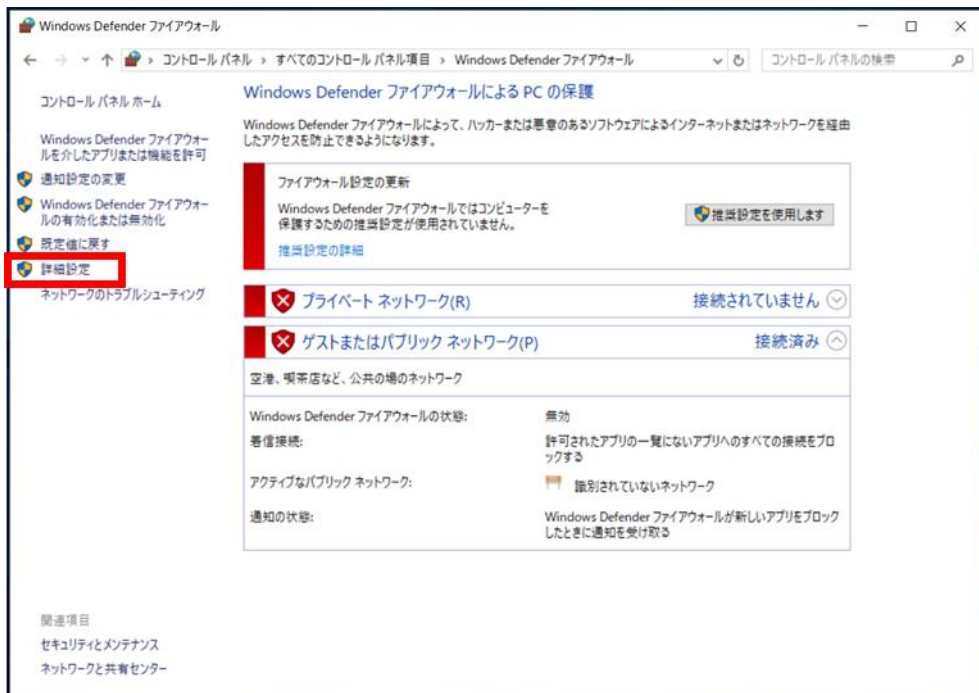 Windows Defender ファイアウォール
コントロール パネル › すべてのコントロール パネル項目 › Windows Defender ファイアウォール
コントロール パネルの検索
コントロール パネル ホーム
Windows Defender ファイアウォー
ルを介したアプリまたは機能を許可
通知設定の変更
Windows Defender ファイアウォー
ルの有効化または無効化
既定値に戻す
詳細設定
ネットワークのトラブルシューティング
Windows Defender ファイアウォールによる PC の保護
Windows Defender ファイアウォールによって、ハッカーまたは悪意のあるソフトウェアによるインターネットまたはネットワークを経由
したアクセスを防止できるようになります。
ファイアウォール設定の更新
Windows Defender ファイアウォールではコンピューターを
保護するための推奨設定が使用されていません。
推奨設定の詳細
推奨設定を使用します
プライベート ネットワーク(R) 接続されていません
ゲストまたはパブリック ネットワーク(P) 接続済み
空港、喫茶店など、公共の場のネットワーク
Windows Defender ファイアウォールの状態: 無効
着信接続: 許可されたアプリの一覧にないアプリへのすべての接続をブロ
ックする
アクティブなパブリック ネットワーク: 識別されていないネットワーク
通知の状態: Windows Defender ファイアウォールが新しいアプリをブロック
したときに通知を受け取る
関連項目
セキュリティとメンテナンス
ネットワークと共有センター